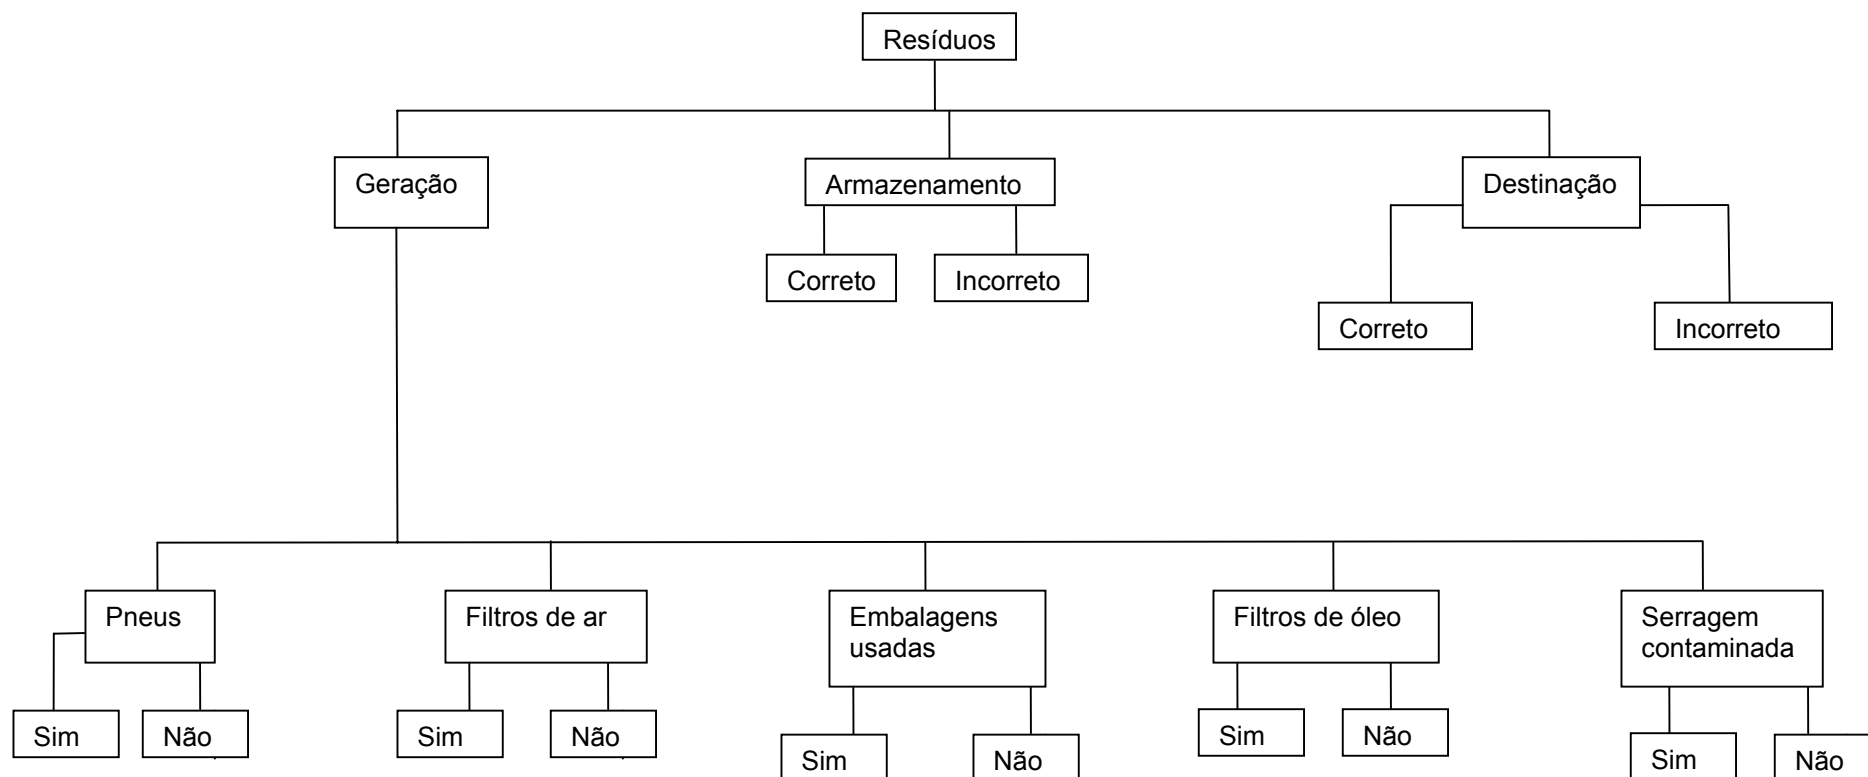 Resíduos
Geração
Armazenamento
Destinação
Correto
Incorreto
Correto
Incorreto
Pneus
Filtros de ar
Embalagens
usadas
Filtros de óleo
Serragem
contaminada
Sim
Não
Sim
Não
Sim
Não
Sim
Não
Sim
Não